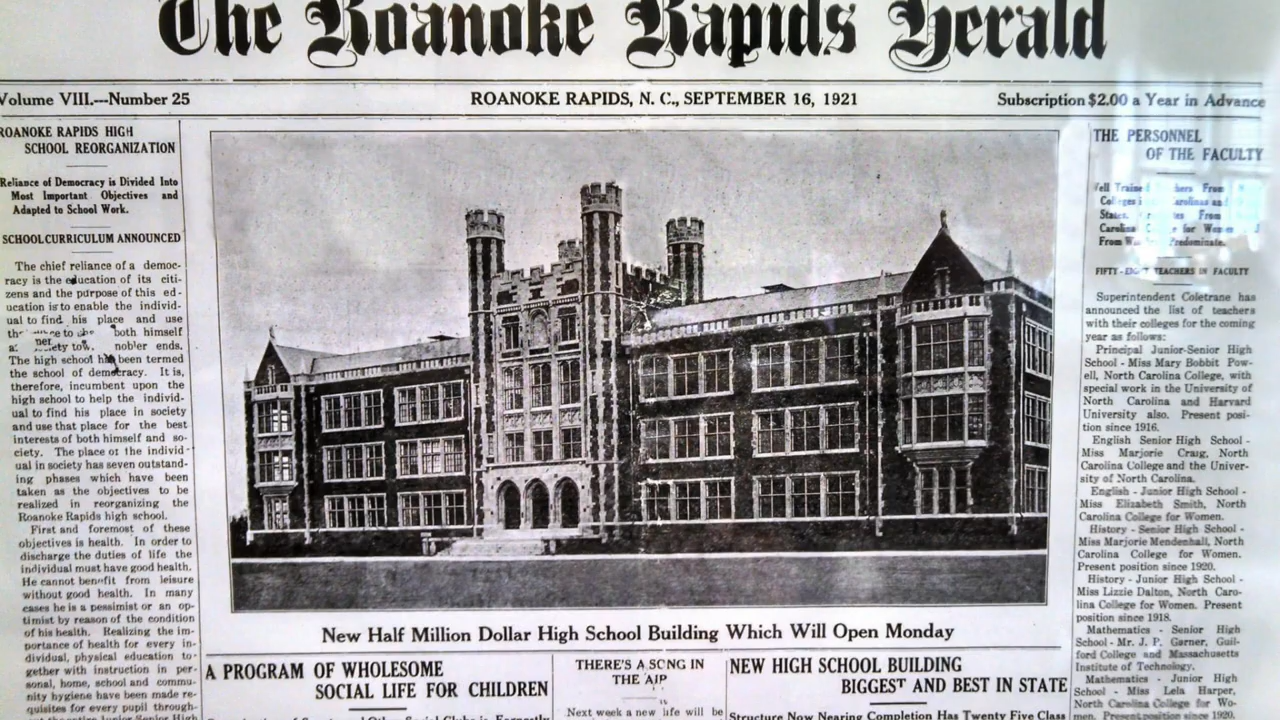 The Roanoke Rapids Herald
Volume VIII.---Number 25
ROANOKE RAPIDS, N. C., SEPTEMBER 16, 1921
Subscription $2.00 a Year in Advance
ROANOKE RAPIDS HIGH
SCHOOL REORGANIZATION
Reliance of Democracy is Divided Into
Most Important Objectives and
Adapted to School Work.
SCHOOL CURRICULUM ANNOUNCED
The chief reliance of a democ-
racy is the education of its citi-
zens and the purpose of this ed-
ucation is to enable the individ-
ual to find his place and use
both himself
nobler ends.
The high school has been termed
the school of democracy. It is,
therefore, incumbent upon the
high school to help the individ-
ual to find his place in society
and use that place for the best
interests of both himself and so-
ciety. The place of the individ-
ual in society has seven outstand-
ing phases which have been
taken as the objectives to be
realized in reorganizing the
Roanoke Rapids high school.
First and foremost of these
objectives is health. In order to
discharge the duties of life the
individual must have good health.
He cannot benefit from leisure
without good health. In many
cases he is a pessimist or an op-
timist by reason of the condition
of his health. Realizing the im-
portance of health for every in-
dividual, physical education to-
gether with instruction in per-
sonal, home, school and commu-
nity hygiene have been made re-
quisites for every pupil through-
Senior High
New Half Million Dollar High School Building Which Will Open Monday
A PROGRAM OF WHOLESOME
SOCIAL LIFE FOR CHILDREN
THERE'S A SONG IN
THE AIR
Next week a new life will be
NEW HIGH SCHOOL BUILDING
BIGGEST AND BEST IN STATE
Structure Now Nearing Completion Has Twenty Five Class
THE PERSONNEL
OF THE FACULTY
From
and
States. From
Carolina for Women
From Predominate.
FIFTY-EIGHT TEACHERS IN FACULTY
Superintendent Coletrane has
announced the list of teachers
with their colleges for the coming
year as follows:
Principal Junior-Senior High
School - Miss Mary Bobbit Pow-
ell, North Carolina College, with
special work in the University of
North Carolina and Harvard
University also. Present posi-
tion since 1916.
English Senior High School -
Miss Marjorie Craig, North
Carolina College and the Univer-
sity of North Carolina.
English - Junior High School -
Miss Elizabeth Smith, North
Carolina College for Women.
History - Senior High School -
Miss Marjorie Mendenhall, North
Carolina College for Women.
Present position since 1920.
History - Junior High School -
Miss Lizzie Dalton, North Caro-
lina College for Women. Present
position since 1918.
Mathematics - Senior High
School - Mr. J. P. Garner, Guil-
ford College and Massachusetts
Institute of Technology.
Mathematics - Junior High
School - Miss Lela Harper,
North Carolina College for Wo-
men. Present position since 1920.